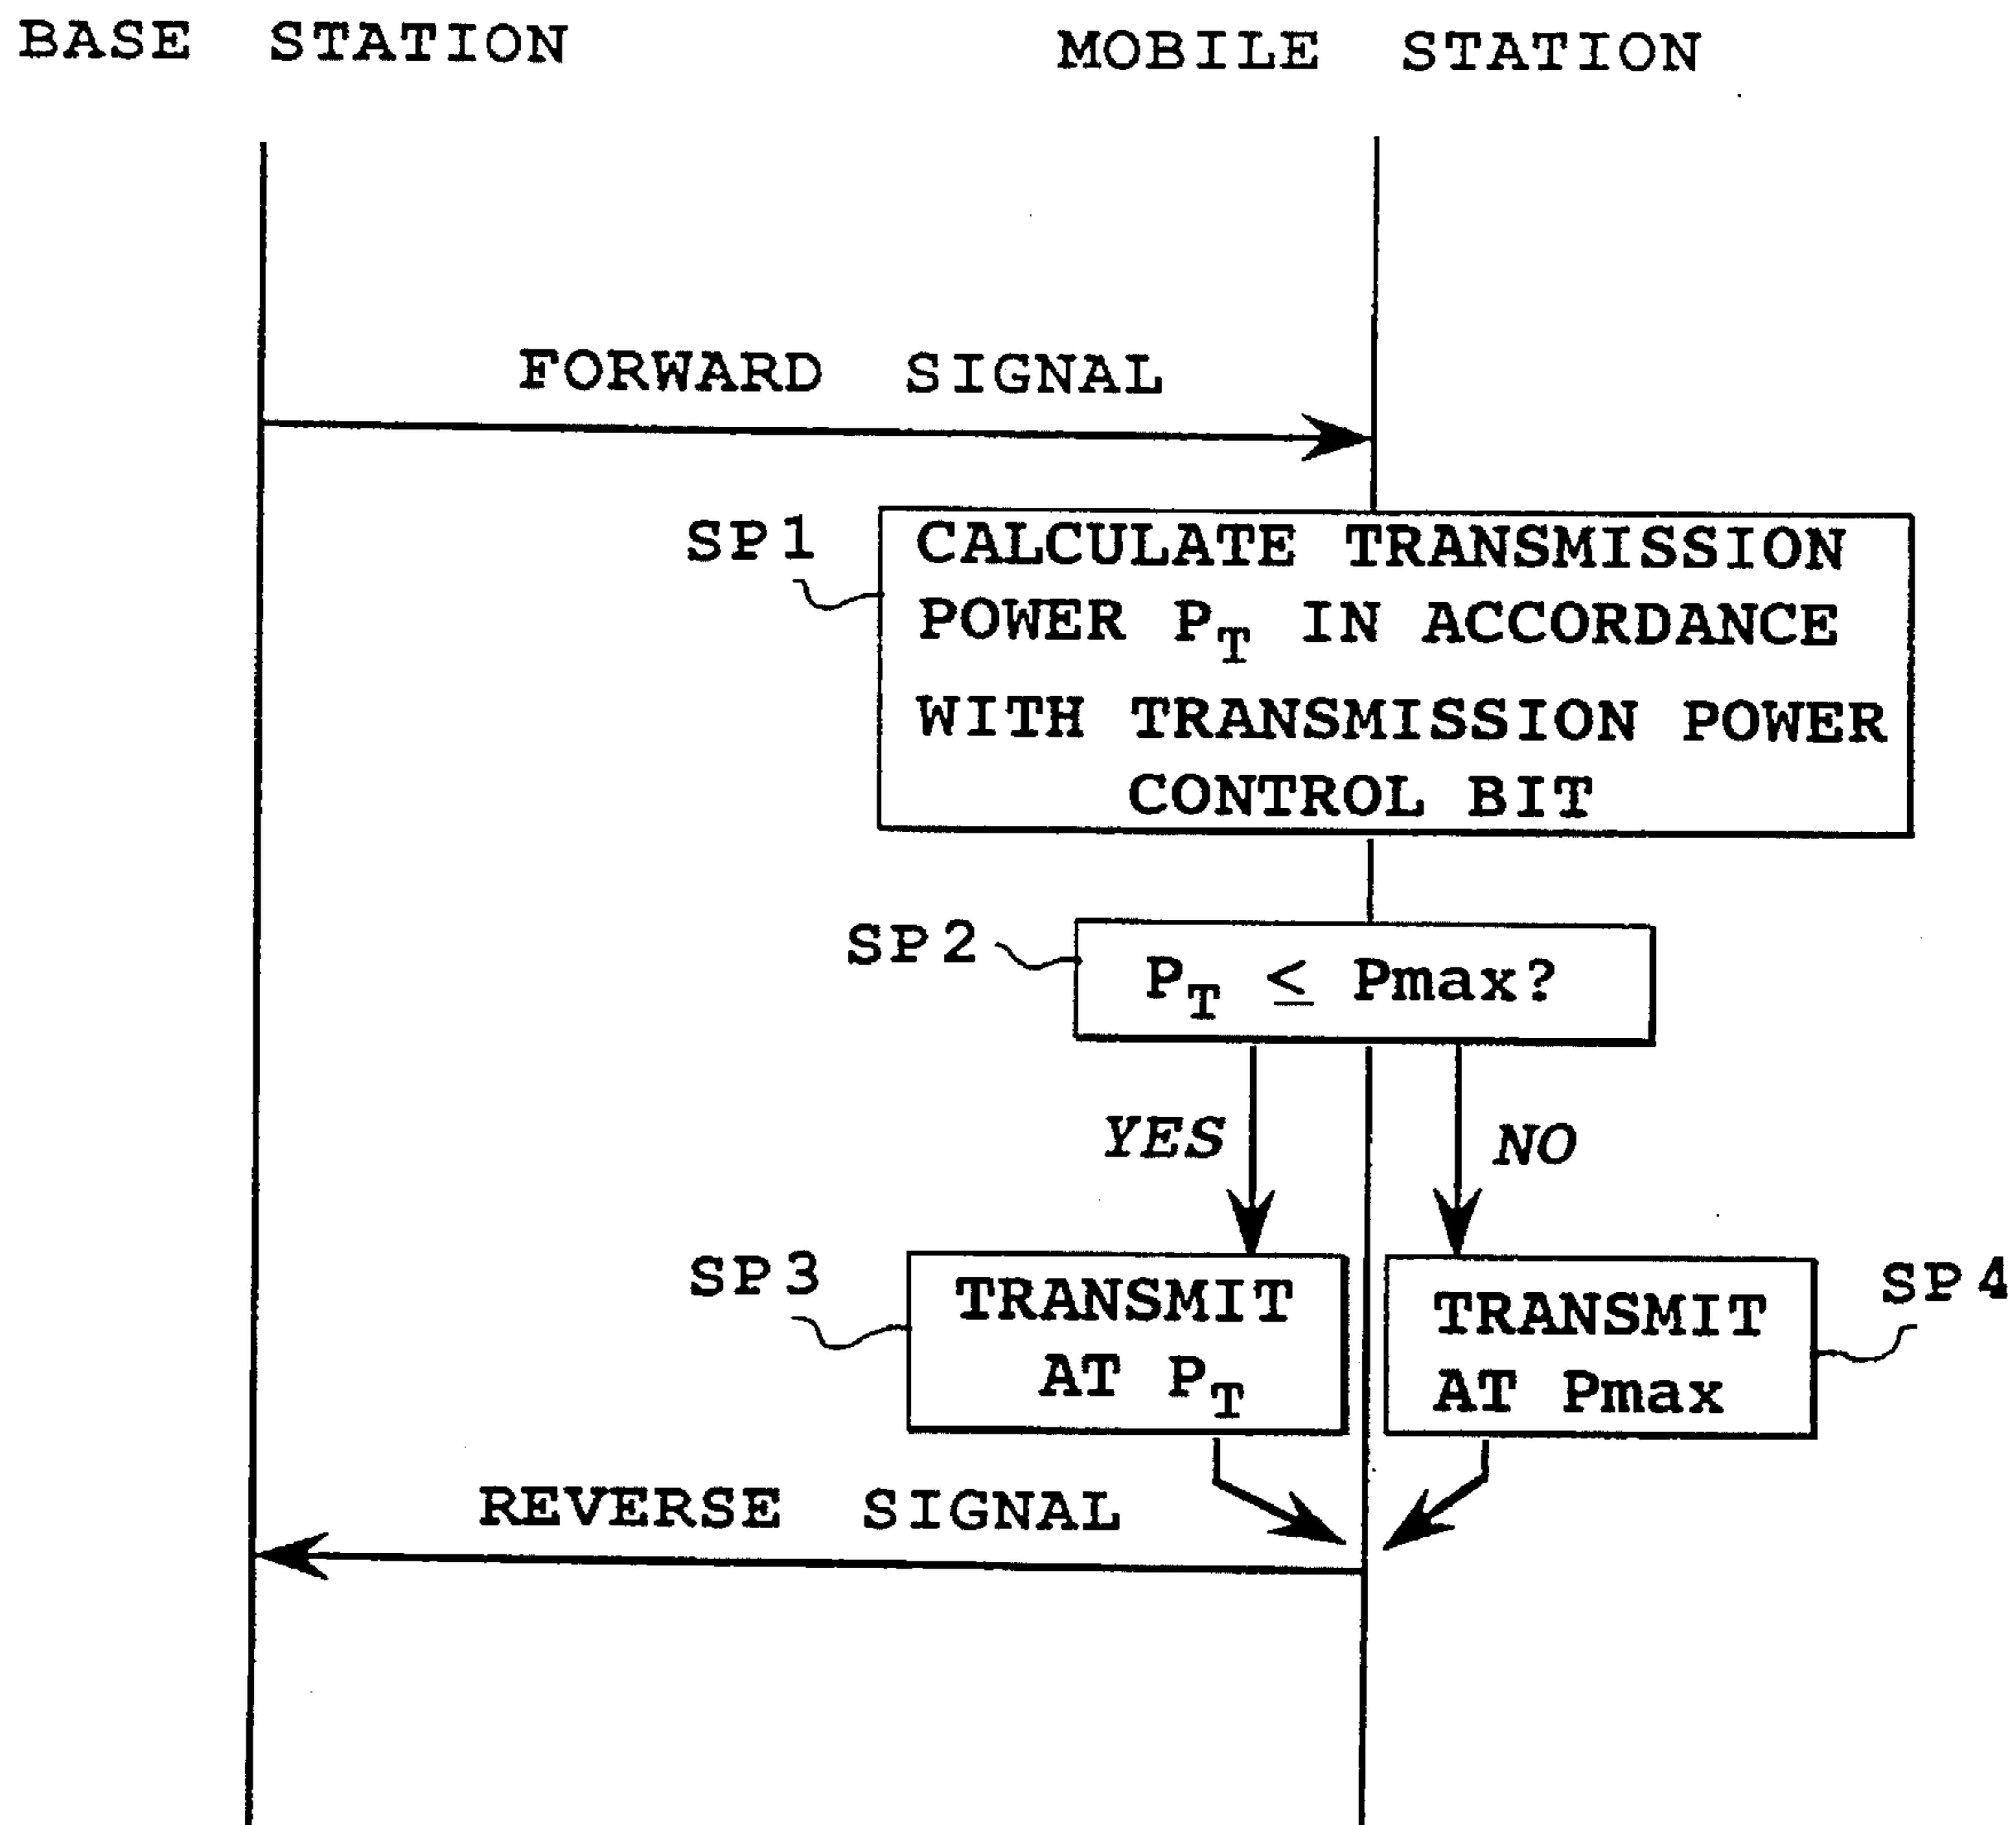 BASE STATION
MOBILE STATION
FORWARD SIGNAL
SP1
CALCULATE TRANSMISSION
POWER PT IN ACCORDANCE
WITH TRANSMISSION POWER
CONTROL BIT
SP2
PT ≤ Pmax?
YES
NO
SP3
TRANSMIT
AT PT
TRANSMIT
AT Pmax
SP4
REVERSE SIGNAL